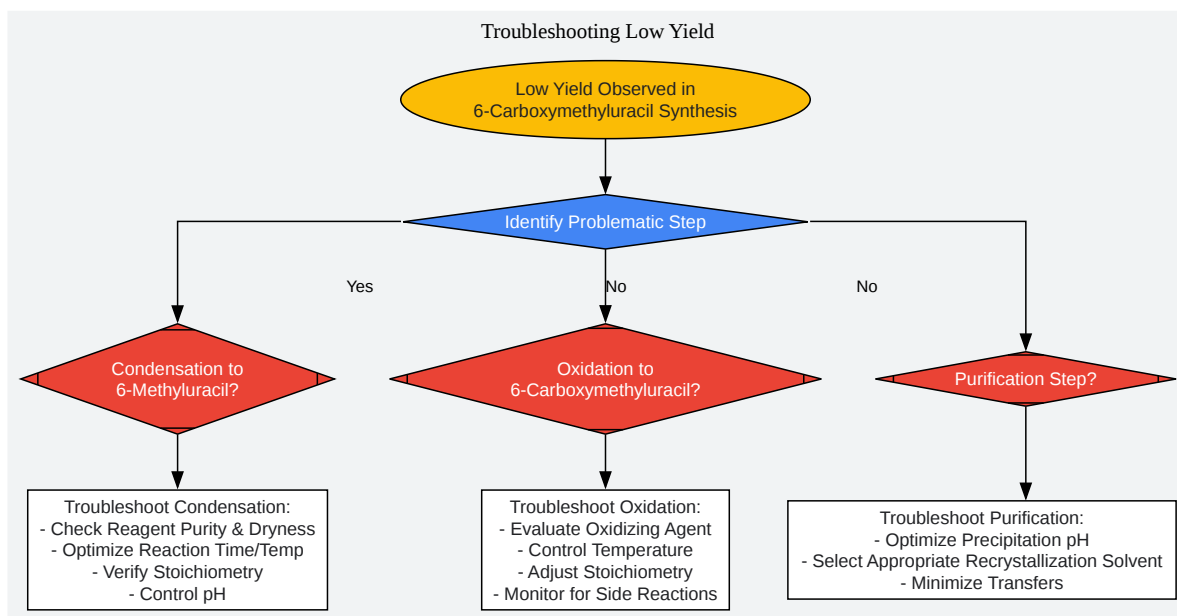 Troubleshooting Low Yield
Low Yield Observed in
6-Carboxymethyluracil Synthesis
Identify Problematic Step
Yes
No
No
Condensation to
6-Methyluracil?
Oxidation to
6-Carboxymethyluracil?
Purification Step?
Troubleshoot Condensation:
- Check Reagent Purity & Dryness
- Optimize Reaction Time/Temp
- Verify Stoichiometry
- Control pH
Troubleshoot Oxidation:
- Evaluate Oxidizing Agent
- Control Temperature
- Adjust Stoichiometry
- Monitor for Side Reactions
Troubleshoot Purification:
- Optimize Precipitation pH
- Select Appropriate Recrystallization Solvent
- Minimize Transfers